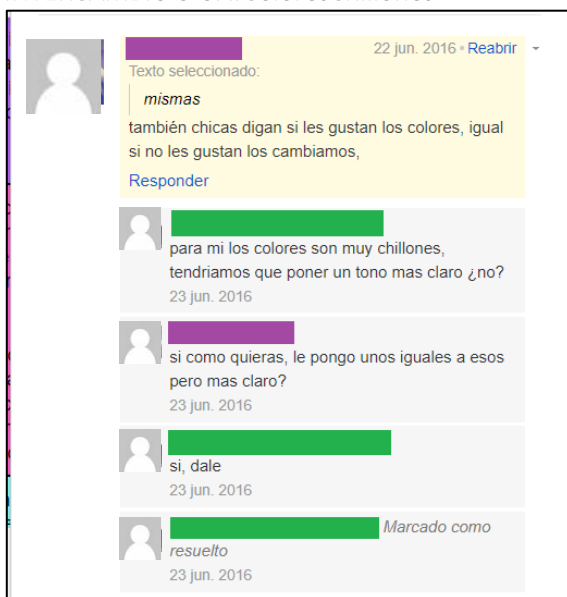 22 jun. 2016 • Reabrir
Texto seleccionado:
mismas
también chicas digan si les gustan los colores, igual
si no les gustan los cambiamos,
Responder
para mi los colores son muy chillones,
tendriamos que poner un tono mas claro ¿no?
23 jun. 2016
si como quieras, le pongo unos iguales a esos
pero mas claro?
23 jun. 2016
si, dale
23 jun. 2016
Marcado como
resuelto
23 jun. 2016